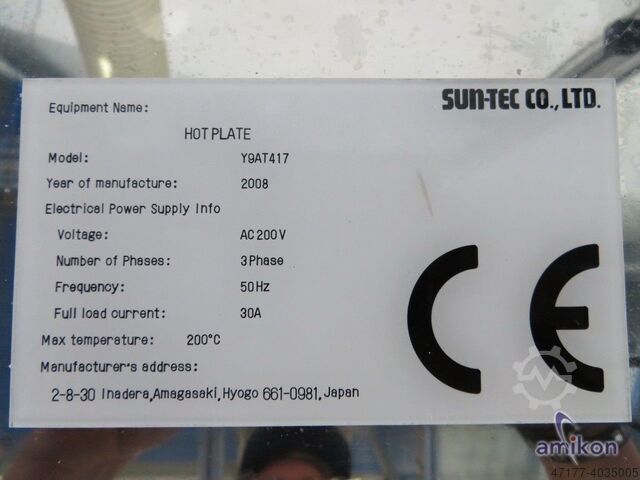 SUN-TEC CO., LTD.
Equipment Name:
HOT PLATE
Model: Y9AT417
Year of manufacture: 2008
Electrical Power Supply Info
Voltage: AC200V
Number of Phases: 3Phase
Frequency: 50Hz
Full load current: 30A
Max temperature: 200°C
Manufacturer's address:
2-8-30 Inadera,Amagasaki,Hyogo 661-0981,Japan
CE
amikon
47177-4035005